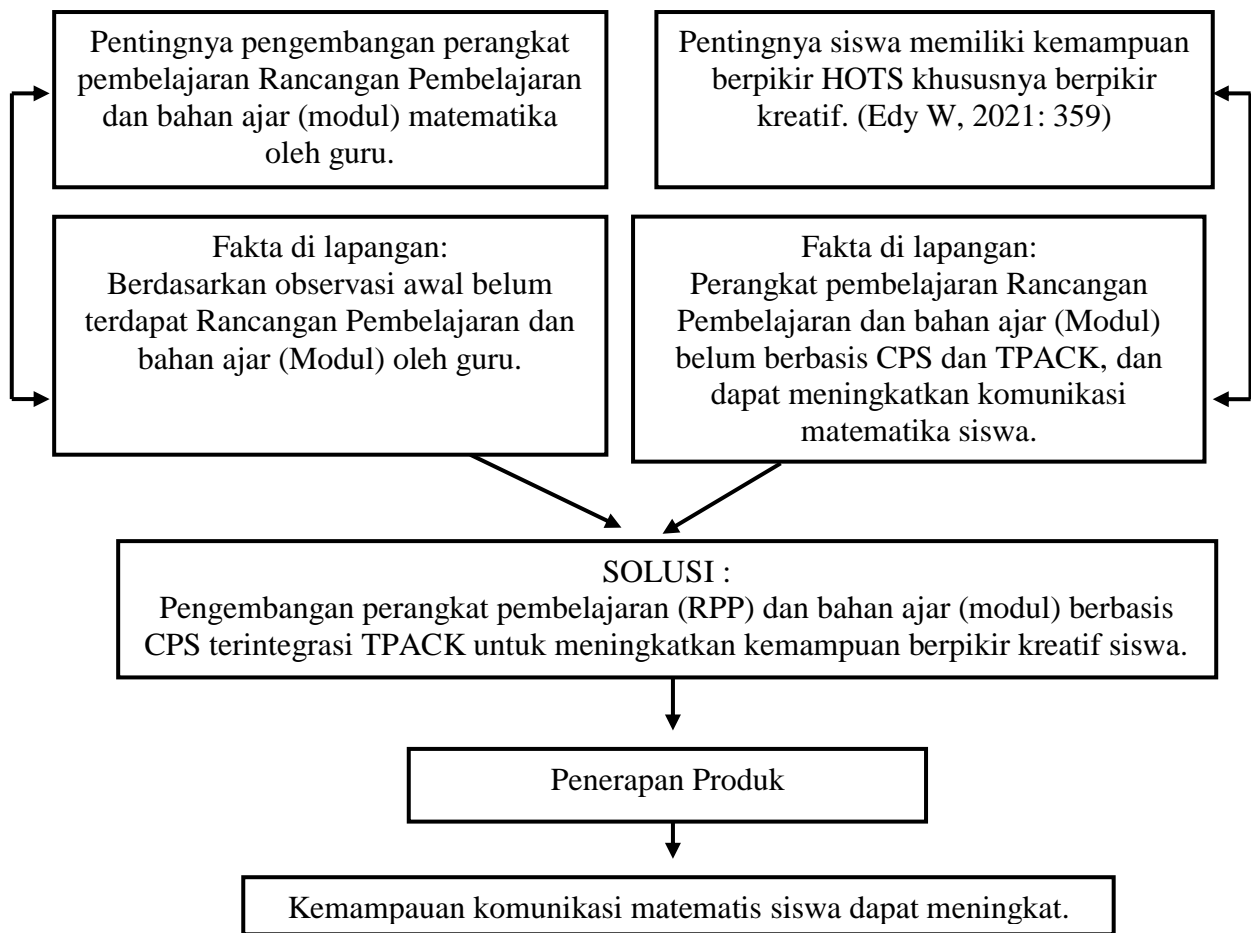 Pentingnya pengembangan perangkat
pembelajaran Rancangan Pembelajaran
dan bahan ajar (modul) matematika
oleh guru.
Pentingnya siswa memiliki kemampuan
berpikir HOTS khususnya berpikir
kreatif. (Edy W, 2021: 359)
Fakta di lapangan:
Berdasarkan observasi awal belum
terdapat Rancangan Pembelajaran dan
bahan ajar (Modul) oleh guru.
Fakta di lapangan:
Perangkat pembelajaran Rancangan
Pembelajaran dan bahan ajar (Modul)
belum berbasis CPS dan TPACK, dan
dapat meningkatkan komunikasi
matematika siswa.
SOLUSI :
Pengembangan perangkat pembelajaran (RPP) dan bahan ajar (modul) berbasis
CPS terintegrasi TPACK untuk meningkatkan kemampuan berpikir kreatif siswa.
Penerapan Produk
Kemampauan komunikasi matematis siswa dapat meningkat.